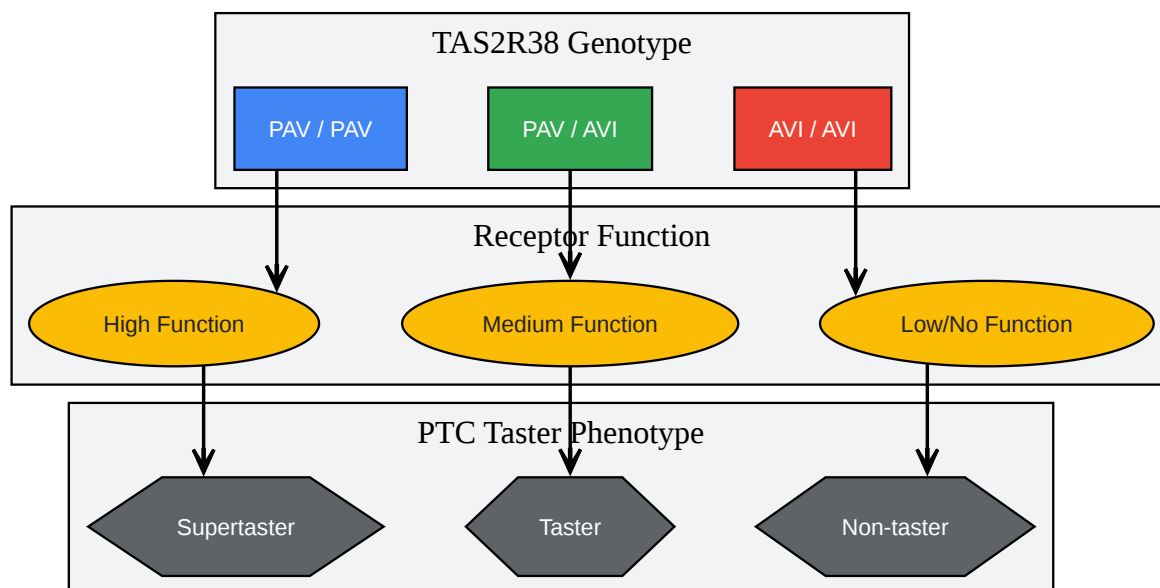 TAS2R38 Genotype
PAV / PAV
PAV / AVI
AVI / AVI
Receptor Function
High Function
Medium Function
Low/No Function
PTC Taster Phenotype
Supertaster
Taster
Non-taster